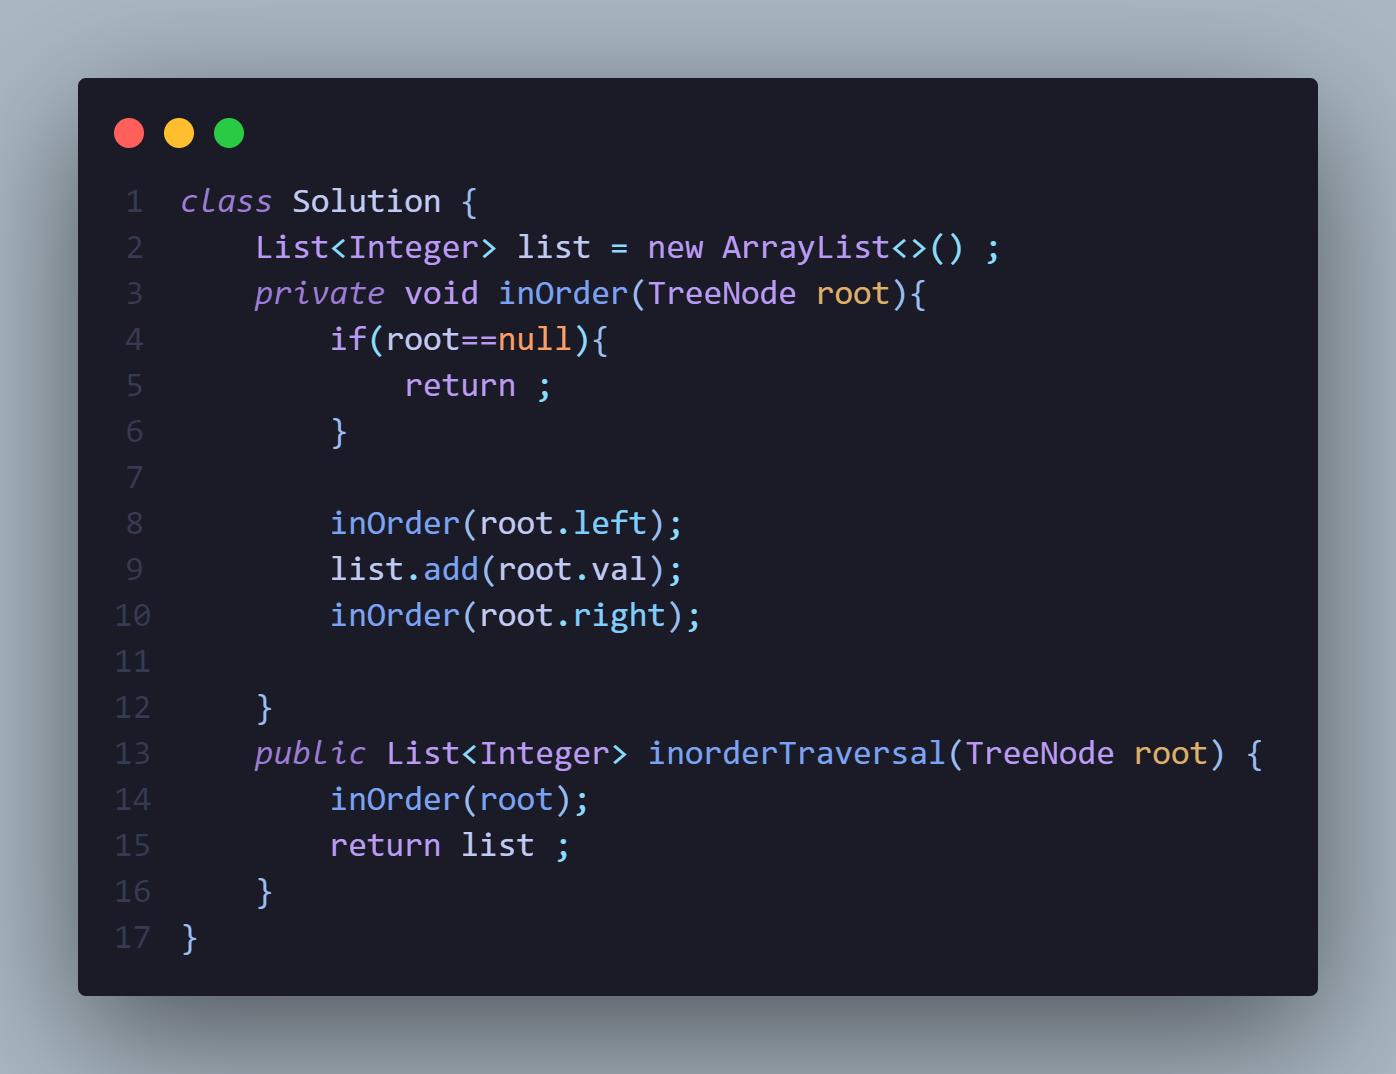 1 class Solution {
2     List<Integer> list = new ArrayList<>() ;
3     private void inOrder(TreeNode root){
4         if(root==null){
5             return ;
6         }
7
8         inOrder(root.left);
9         list.add(root.val);
10         inOrder(root.right);
11
12     }
13     public List<Integer> inorderTraversal(TreeNode root) {
14         inOrder(root);
15         return list ;
16     }
17 }